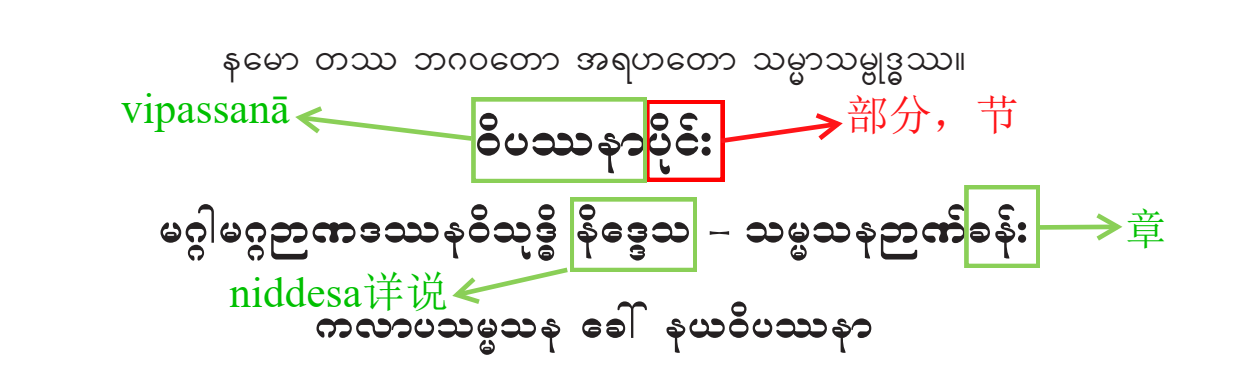 နမော တဿ ဘဂဝတော အရဟတော သမ္မာသမ္ဗုဒ္ဓဿ။
vipassanā
ဝိပဿနာပိုင်း
部分，节
မဂ္ဂါမဂ္ဂဉာဏဒဿနဝိသုဒ္ဓိ နိဒ္ဒေသ – သမ္မသနဉာဏ်ခန်း
章
niddesa详说
ကလာပသမ္မသန ခေါ် နယဝိပဿနာ